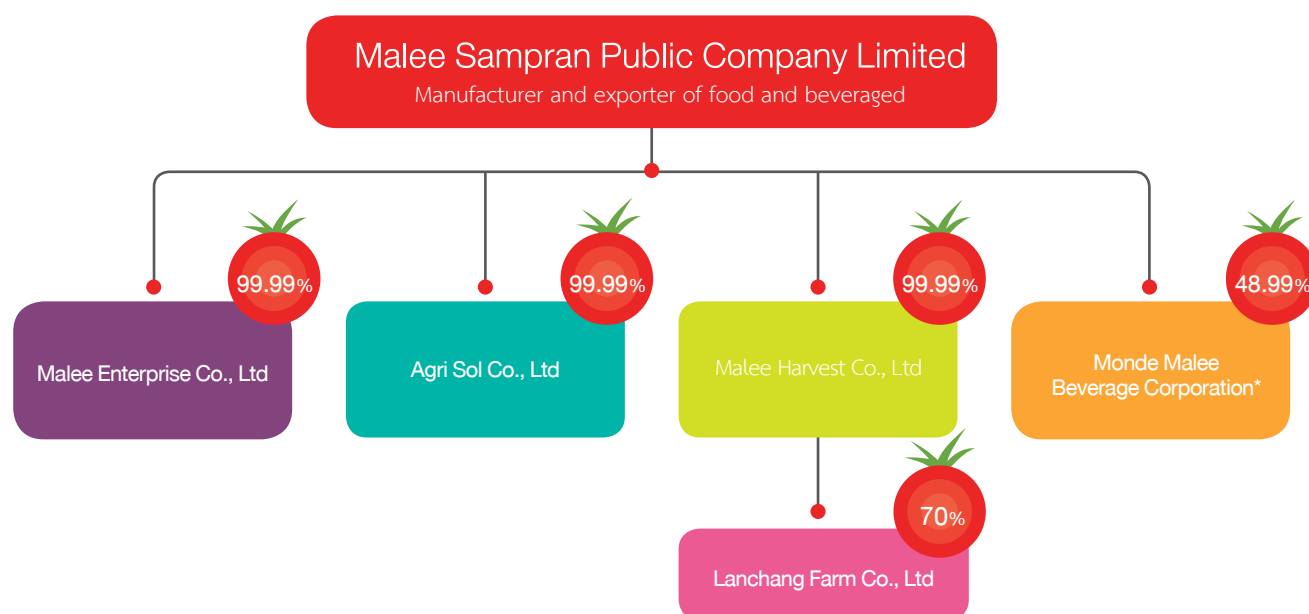 Malee Sampran Public Company Limited
Manufacturer and exporter of food and beveraged
99.99%
99.99%
99.99%
48.99%
Malee Enterprise Co., Ltd
Agri Sol Co., Ltd
Malee Harvest Co., Ltd
Monde Malee
Beverage Corporation*
70%
Lanchang Farm Co., Ltd